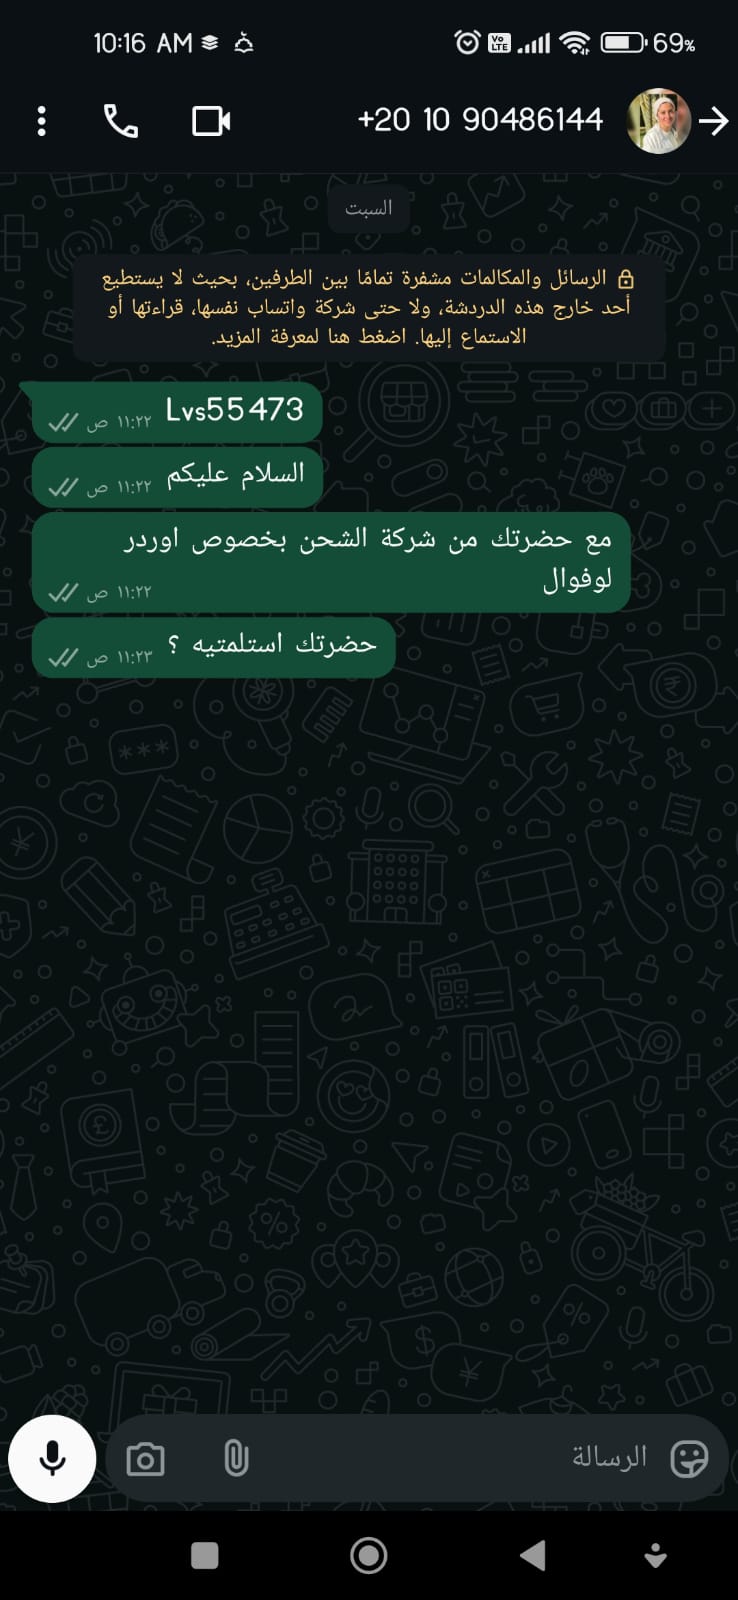 10:16 AM
Vo LTE
69%
+20 10 90486144
السبت
الرسائل والمكالمات مشفرة تمامًا بين الطرفين، بحيث لا يستطيع
أحد خارج هذه الدردشة، ولا حتى شركة واتساب نفسها، قراءتها أو
الاستماع إليها. اضغط هنا لمعرفة المزيد.
Lvs55473
١١:٢٢ ص
السلام عليكم
١١:٢٢ ص
مع حضرتك من شركة الشحن بخصوص اوردر
لوفوال
١١:٢٢ ص
حضرتك استلمتيه ؟
١١:٢٣ ص
الرسالة